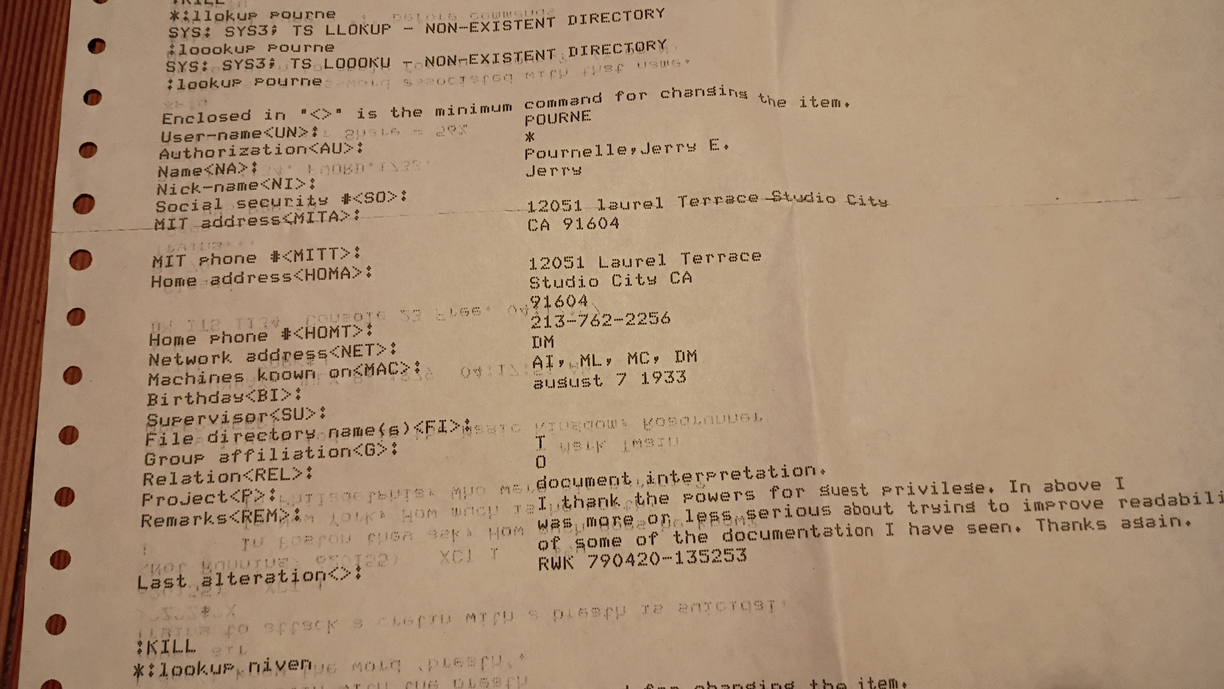 :KILL
*:llokup pourne
SYS: SYS3; TS LLOKUP - NON-EXISTENT DIRECTORY
:loookup pourne
SYS: SYS3; TS LOOOKU - NON-EXISTENT DIRECTORY
:lookup pourne
Enclosed in "<>" is the minimum command for changing the item.
User-name<UN>: POURNE
Authorization<AU>: *
Name<NA>: Pournelle,Jerry E.
Nick-name<NI>: Jerry
Social security #<SO>:
MIT address<MITA>: 12051 laurel Terrace Studio City
CA 91604
MIT phone #<MITT>:
Home address<HOMA>: 12051 Laurel Terrace
Studio City CA
91604
Home phone #<HOMT>: 213-762-2256
Network address<NET>: DM
Machines known on<MAC>: AI, ML, MC, DM
Birthday<BI>: august 7 1933
Supervisor<SU>:
File directory name(s)<FI>:
Group affiliation<G>: T
Relation<REL>: O
Project<P>: document interpretation.
Remarks<REM>: I thank the powers for guest privilege. In above I
was more or less serious about trying to improve readabili
of some of the documentation I have seen. Thanks again.
Last alteration<>: RWK 790420-135253
:KILL
*:lookup niven
for changing the item.